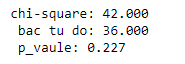 chi-square: 42.000
bac tu do: 36.000
p_vaule: 0.227